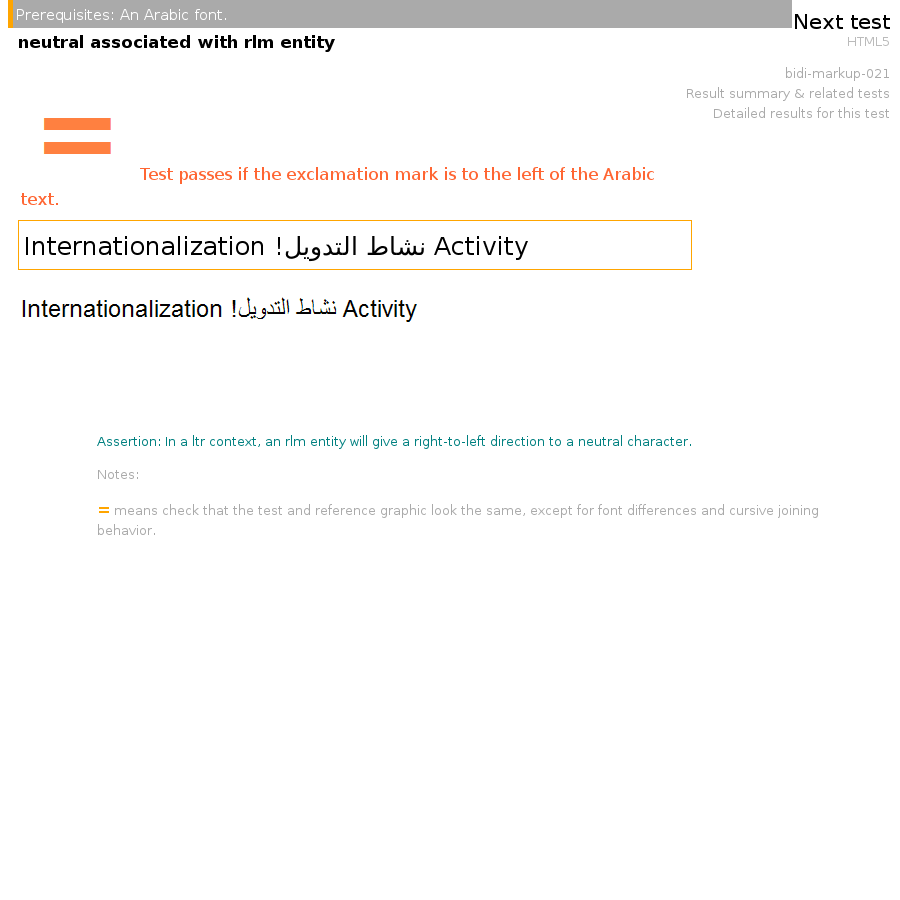 Prerequisites: An Arabic font.
Next test
neutral associated with rlm entity
HTML5
bidi-markup-021
Result summary & related tests
Detailed results for this test
Test passes if the exclamation mark is to the left of the Arabic
text.
Internationalization نشاط التدويل!‏ Activity
Internationalization نشاط التدويل!‏ Activity
Assertion: In a ltr context, an rlm entity will give a right-to-left direction to a neutral character.
Notes:
= means check that the test and reference graphic look the same, except for font differences and cursive joining
behavior.